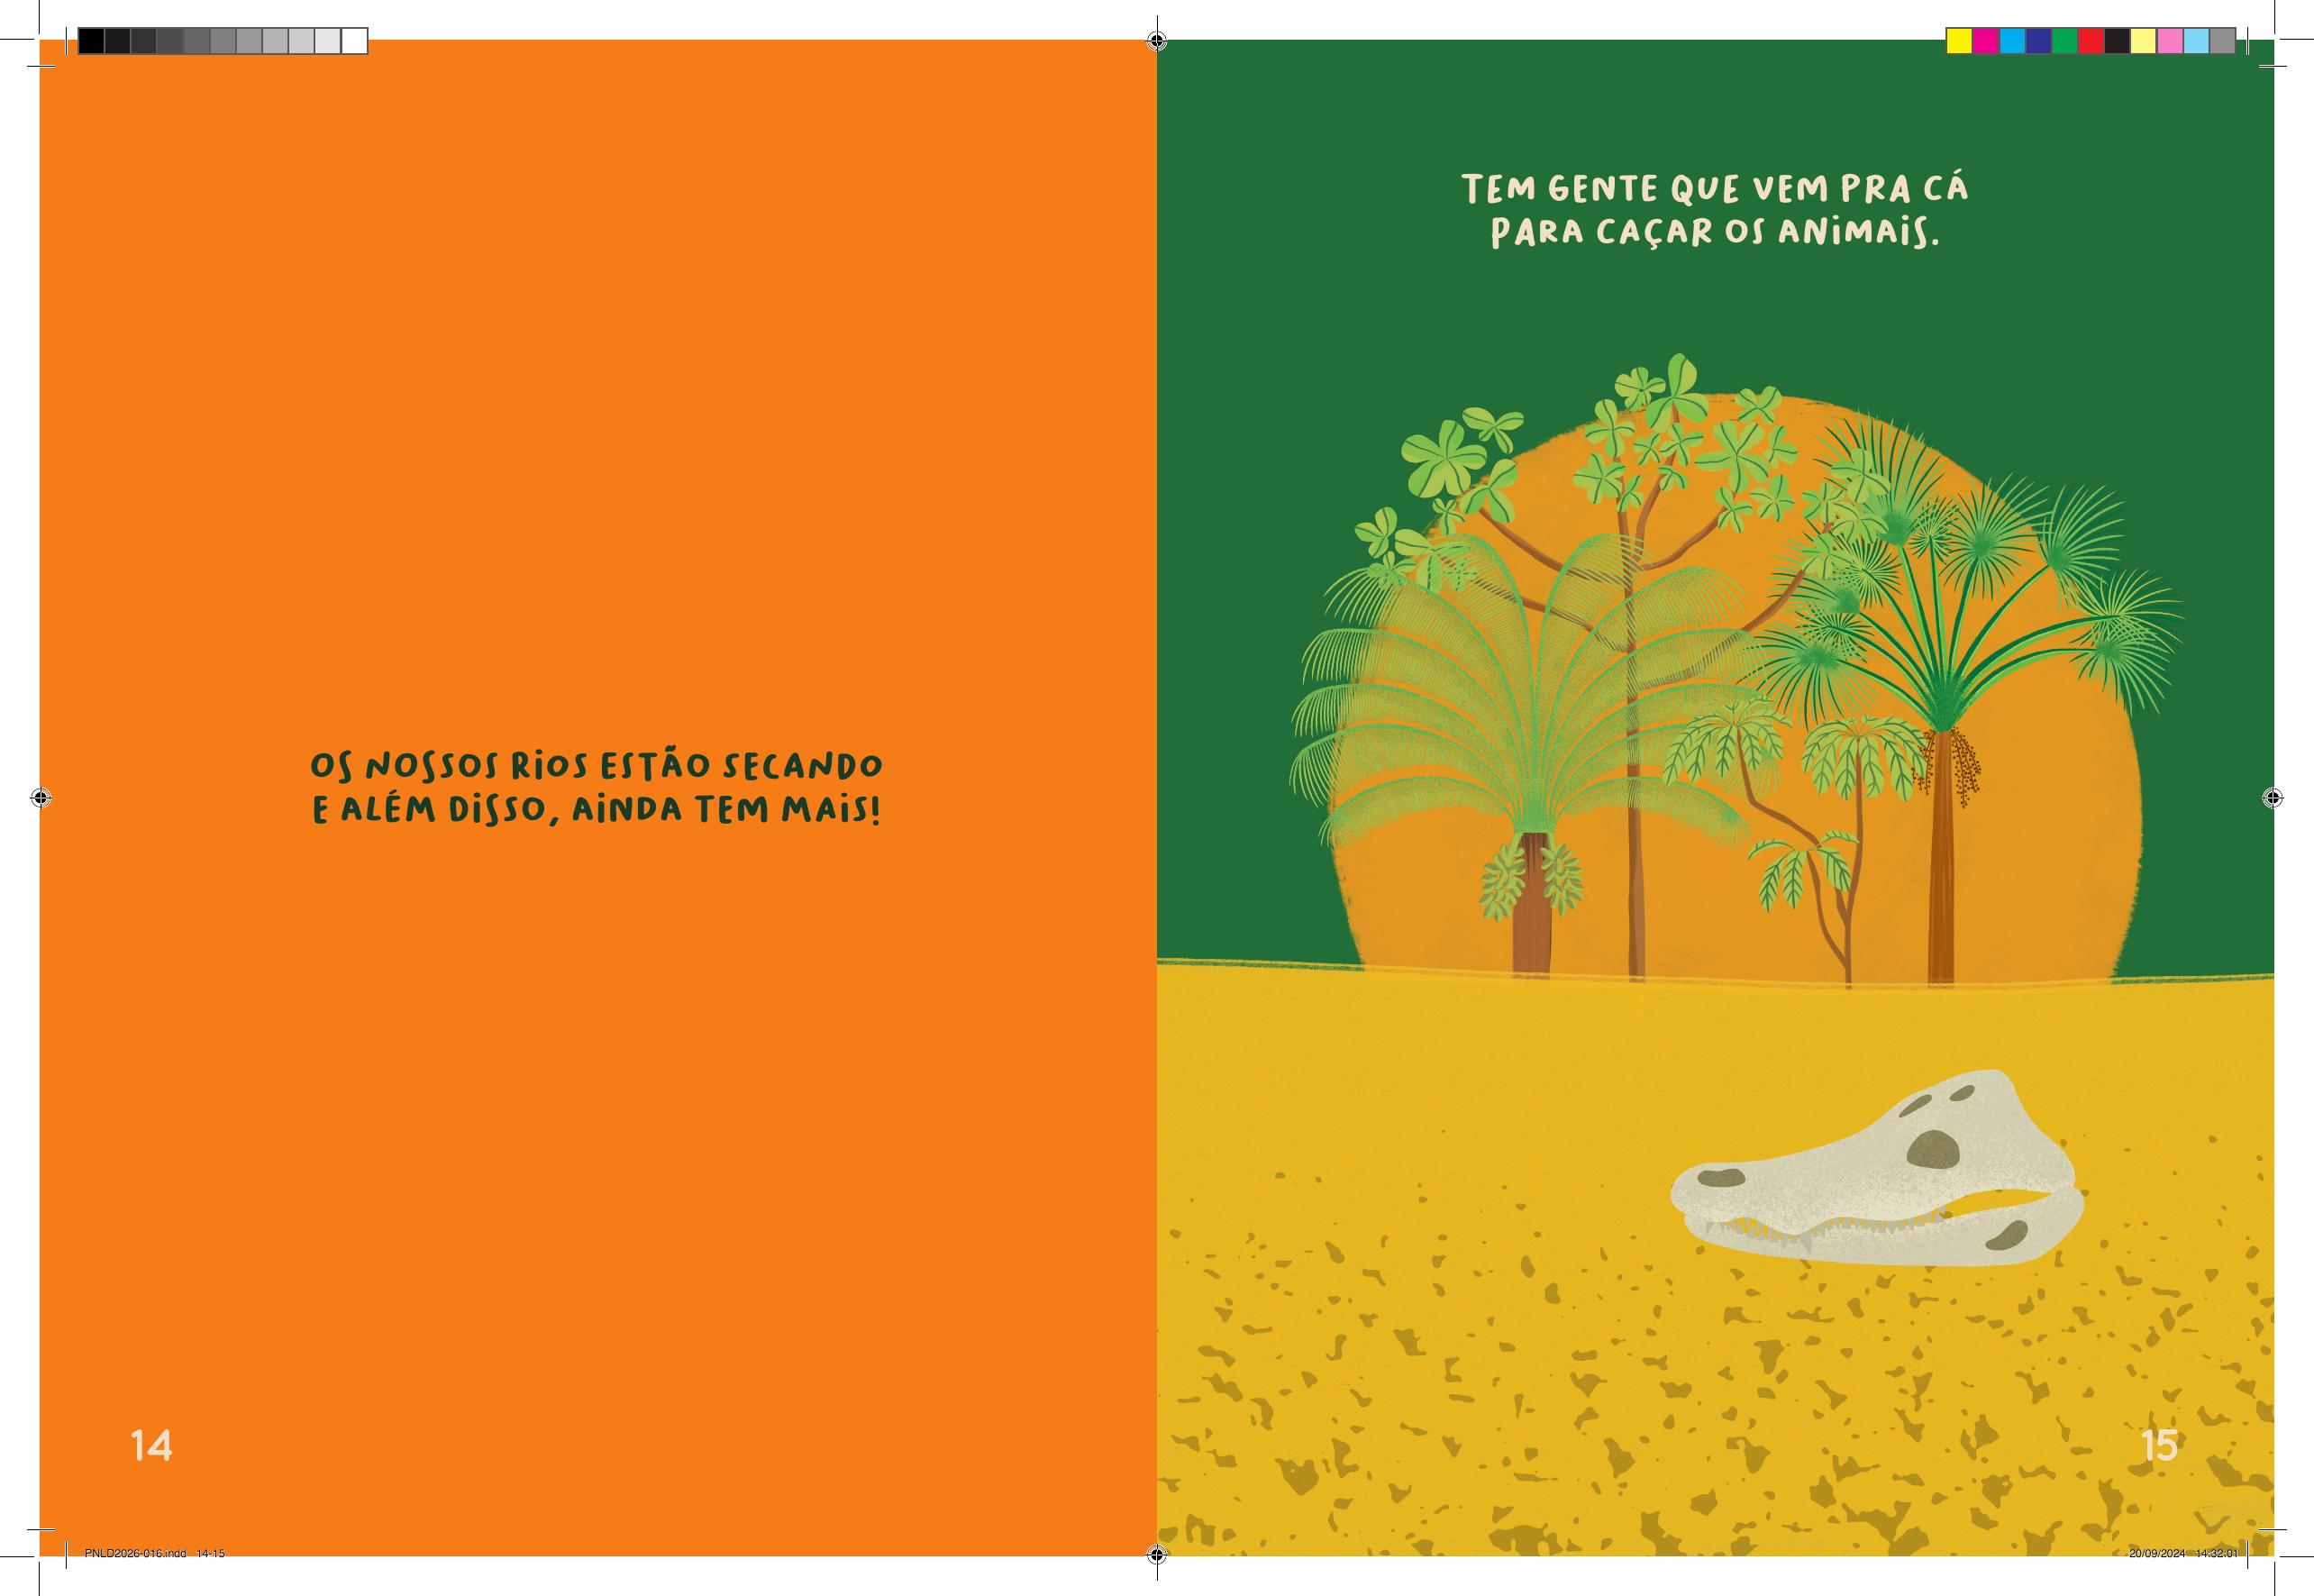 OS NOSSOS RIOS ESTÃO SECANDO
E ALÉM DISSO, AINDA TEM MAIS!
14
TEM GENTE QUE VEM PRA CÁ
PARA CAÇAR OS ANIMAIS.
15
PNLD2026-016.indd 14-15
20/09/2024 14:32:01